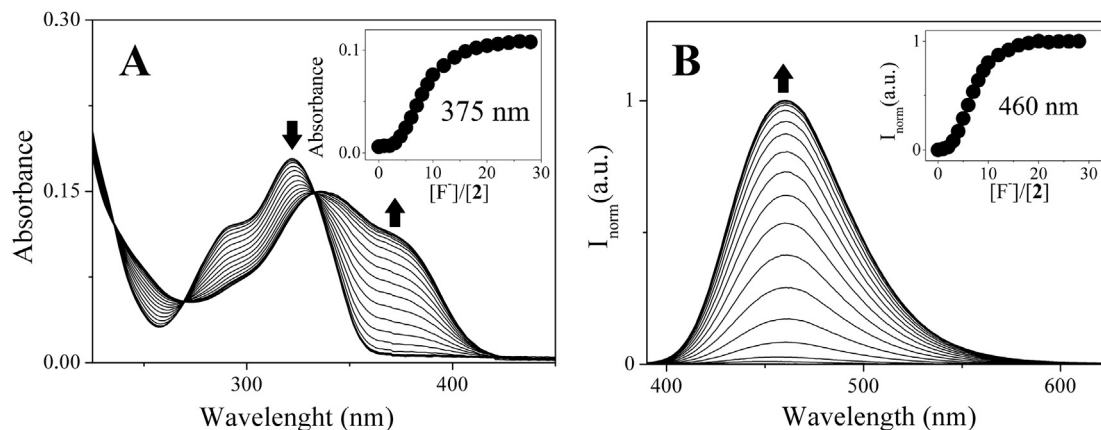 A
0.30
0.15
0.00
Absorbance
300
400
Wavelenght (nm)
0.1
0.0
Absorbance
375 nm
0
10
20
30
[F⁻]/[2]
B
1
0
I_norm(a.u.)
400
500
600
Wavelength (nm)
1
0
I_norm(a.u.)
460 nm
0
10
20
30
[F⁻]/[2]